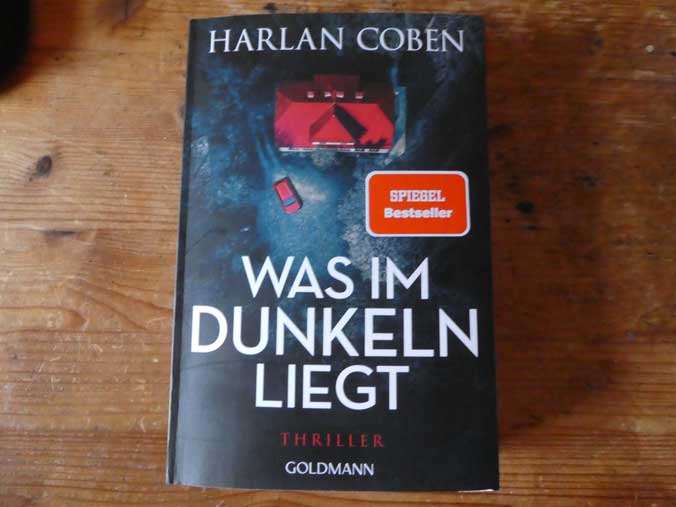 HARLAN COBEN
SPIEGEL
Bestseller
WAS IM
DUNKELN
LIEGT
THRILLER
GOLDMANN